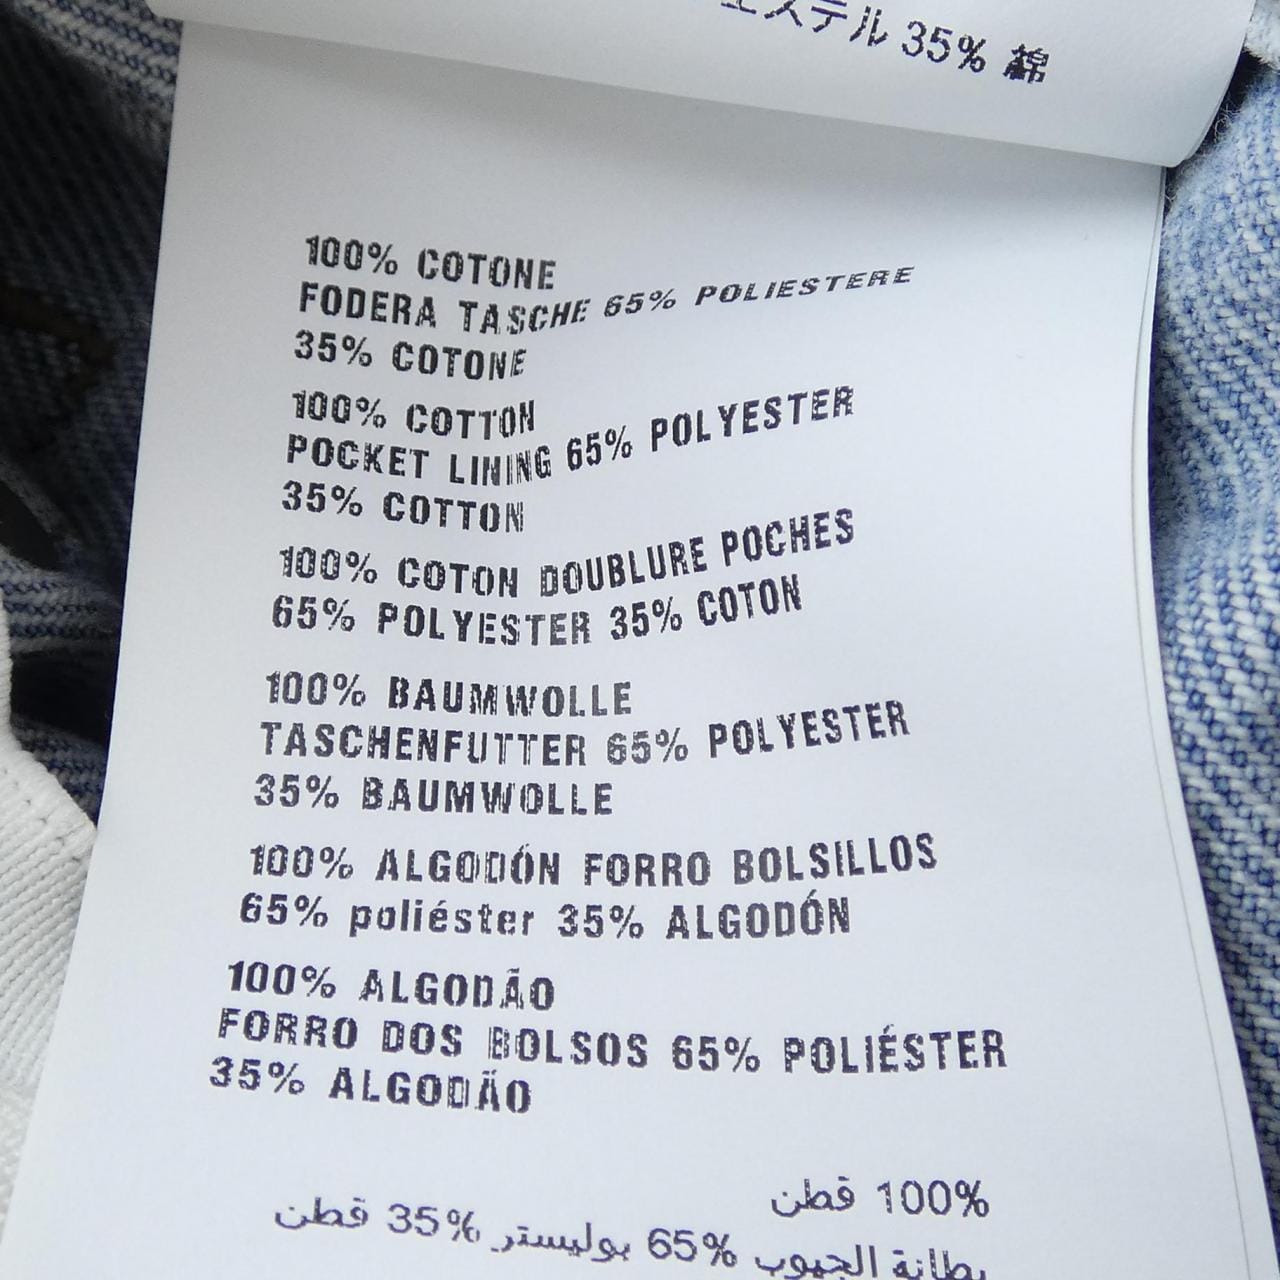 エステル 35% 綿
100% COTONE
FODERA TASCHE 65% POLIESTERE
35% COTONE
100% COTTON
POCKET LINING 65% POLYESTER
35% COTTON
100% COTON DOUBLURE POCHES
65% POLYESTER 35% COTON
100% BAUMWOLLE
TASCHENFUTTER 65% POLYESTER
35% BAUMWOLLE
100% ALGODÓN FORRO BOLSILLOS
65% poliéster 35% ALGODÓN
100% ALGODÃO
FORRO DOS BOLSOS 65% POLIÉSTER
35% ALGODÃO
100% قطن
بطانة الجيوب 65% بوليستر 35% قطن